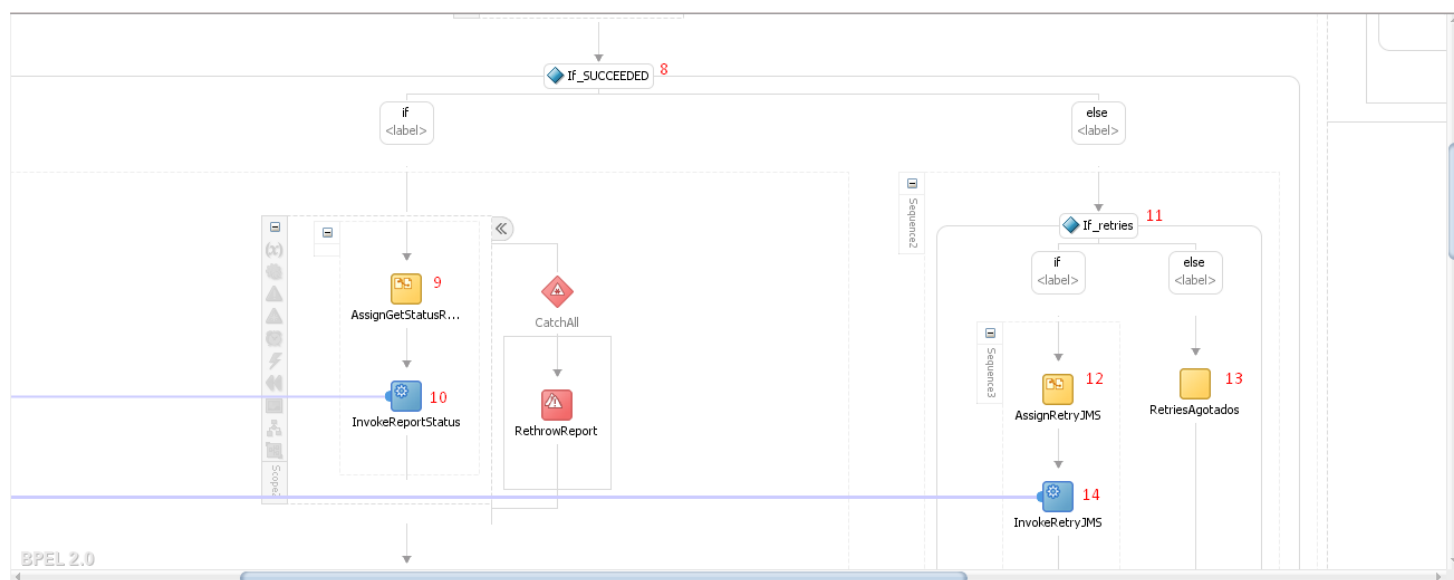 If_SUCCEEDED 8
if
<label>
else
<label>
Sequence2
If_retries 11
if
<label>
else
<label>
(x)
9
AssignGetStatusR...
CatchAll
Sequence3
12
AssignRetryJMS
13
RetriesAgotados
10
InvokeReportStatus
RethrowReport
14
InvokeRetryJMS
BPEL 2.0